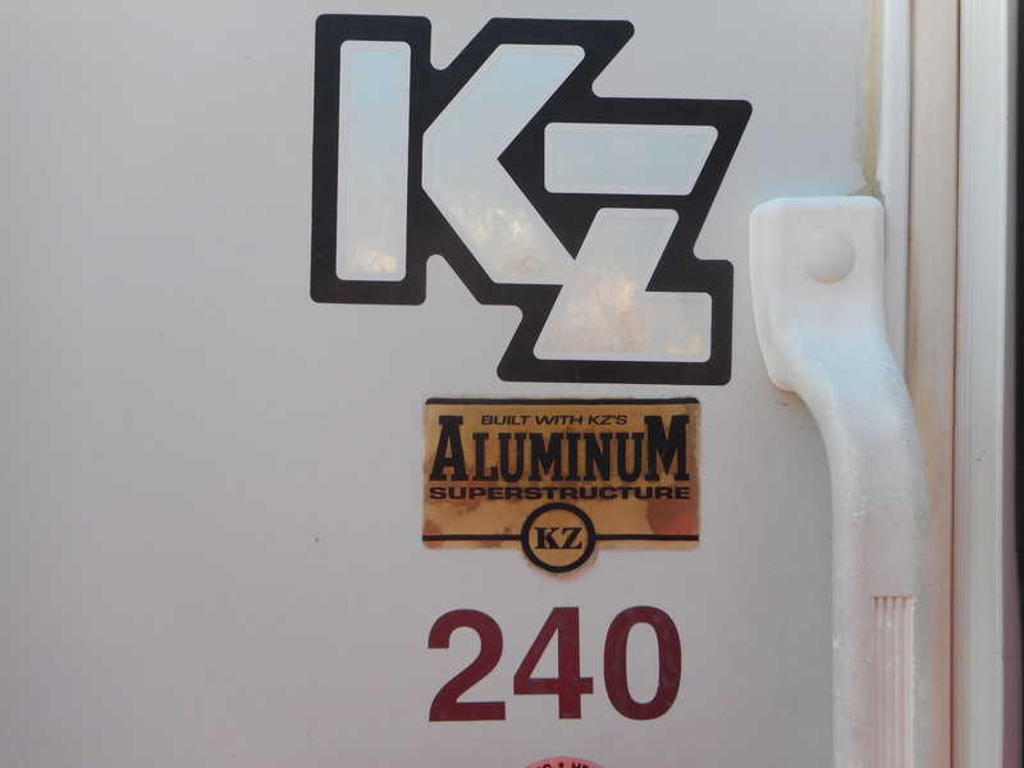 KZ
BUILT WITH KZ'S
ALUMINUM
SUPERSTRUCTURE
KZ
240